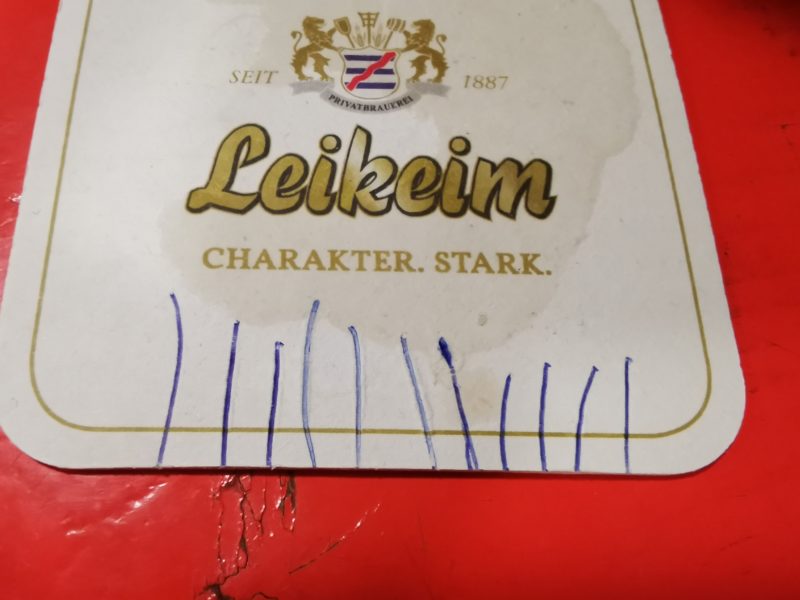 SEIT 1887
PRIVATBRAUEREI
Leikeim
CHARAKTER. STARK.